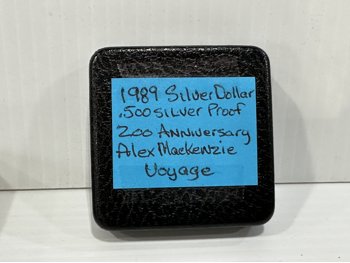 1989 Silver Dollar
.500 SILVER Proof
200 ANNIVERSARY
Alex Mackenzie
Voyage